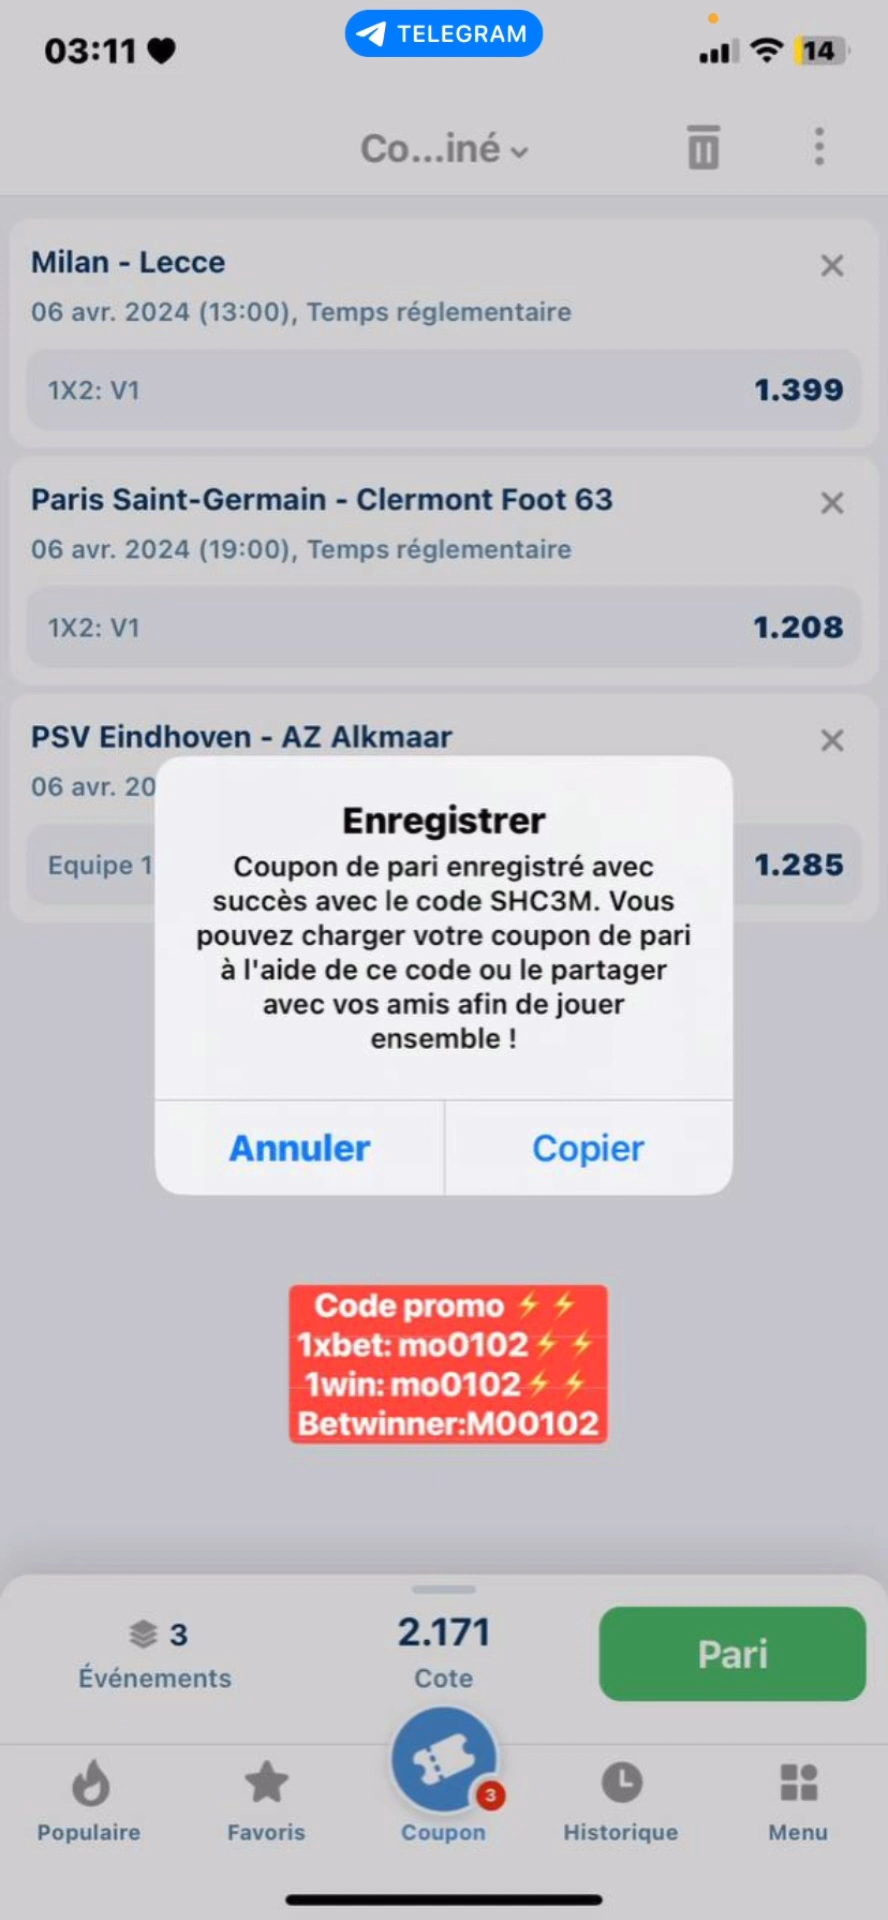 03:11
TELEGRAM
14
Co...iné
Milan - Lecce
06 avr. 2024 (13:00), Temps réglementaire
1X2: V1
1.399
Paris Saint-Germain - Clermont Foot 63
06 avr. 2024 (19:00), Temps réglementaire
1X2: V1
1.208
PSV Eindhoven - AZ Alkmaar
06 avr. 20
Equipe 1
1.285
Enregistrer
Coupon de pari enregistré avec
succès avec le code SHC3M. Vous
pouvez charger votre coupon de pari
à l'aide de ce code ou le partager
avec vos amis afin de jouer
ensemble !
Annuler
Copier
Code promo ⚡⚡
1xbet: mo0102⚡⚡
1win: mo0102⚡⚡
Betwinner:M00102
3
Événements
2.171
Cote
Pari
3
Populaire
Favoris
Coupon
Historique
Menu